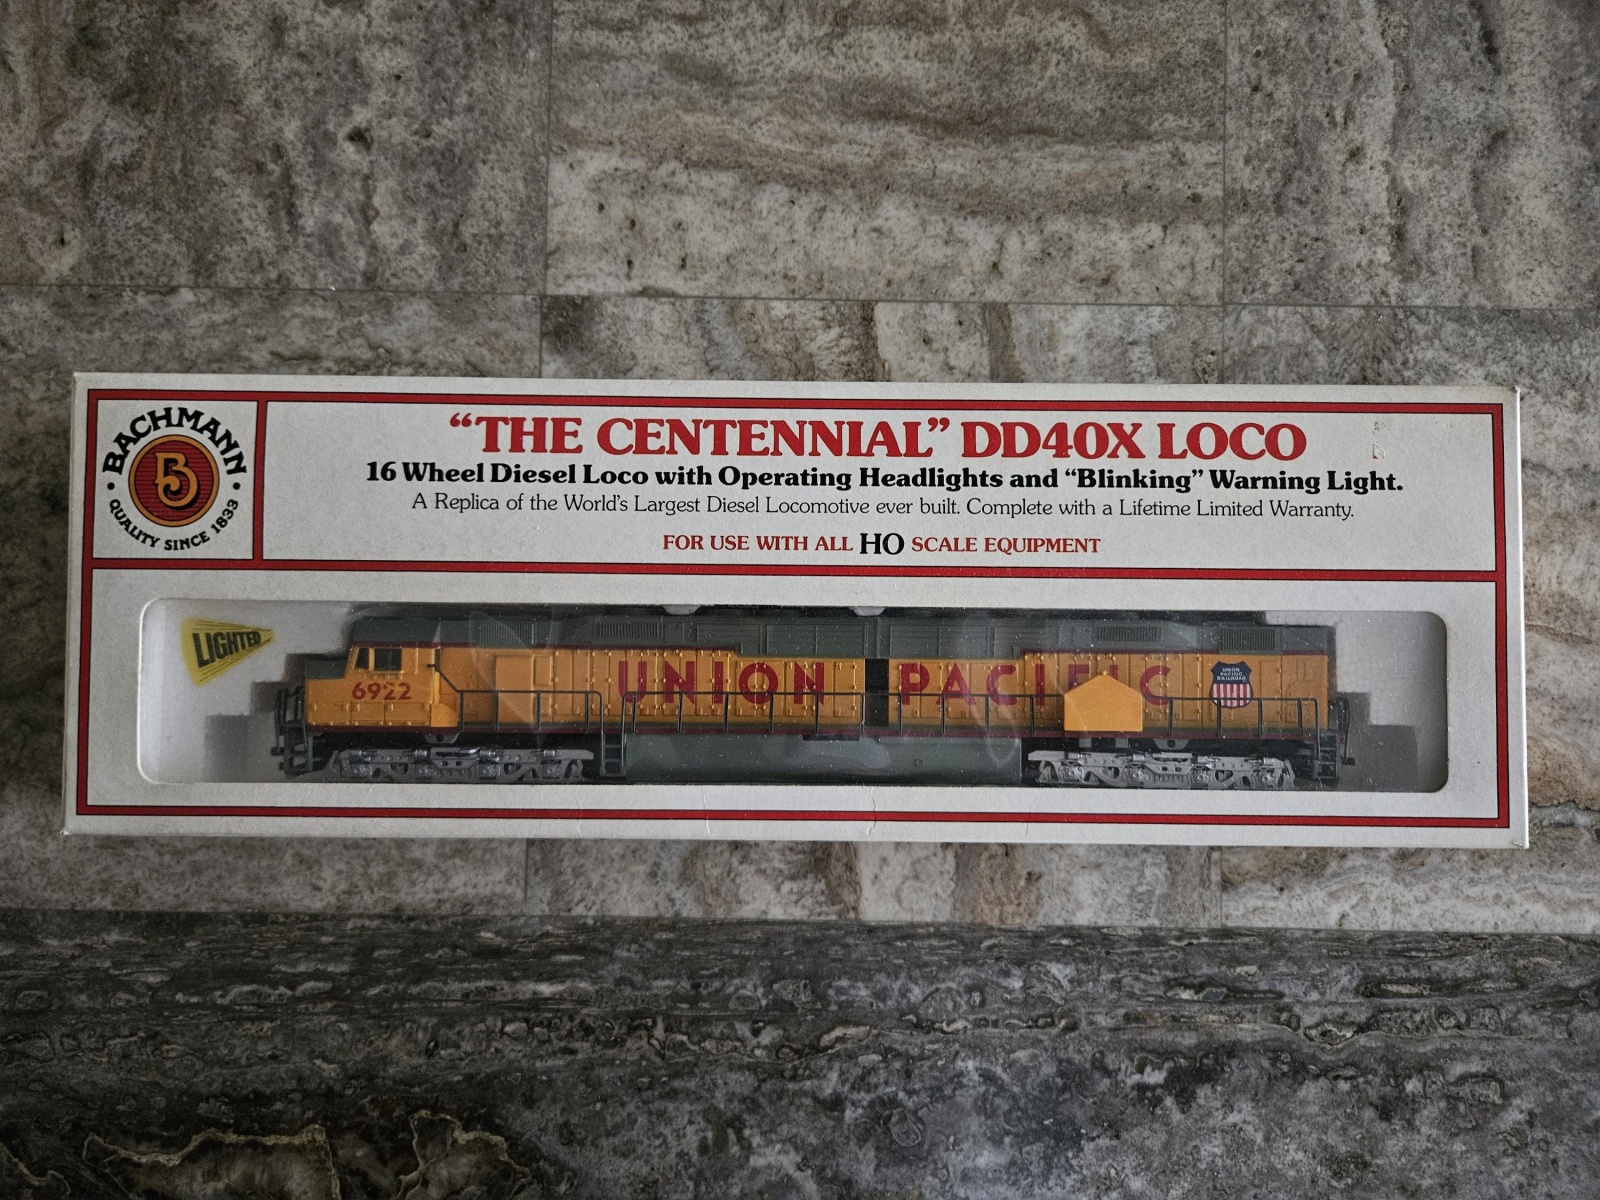 BACHMANN
B
• QUALITY SINCE 1833 •
“THE CENTENNIAL” DD40X LOCO
16 Wheel Diesel Loco with Operating Headlights and “Blinking” Warning Light.
A Replica of the World's Largest Diesel Locomotive ever built. Complete with a Lifetime Limited Warranty.
FOR USE WITH ALL HO SCALE EQUIPMENT
LIGHTED
6922
UNION PACIFIC
UNION
PACIFIC
RAILROAD